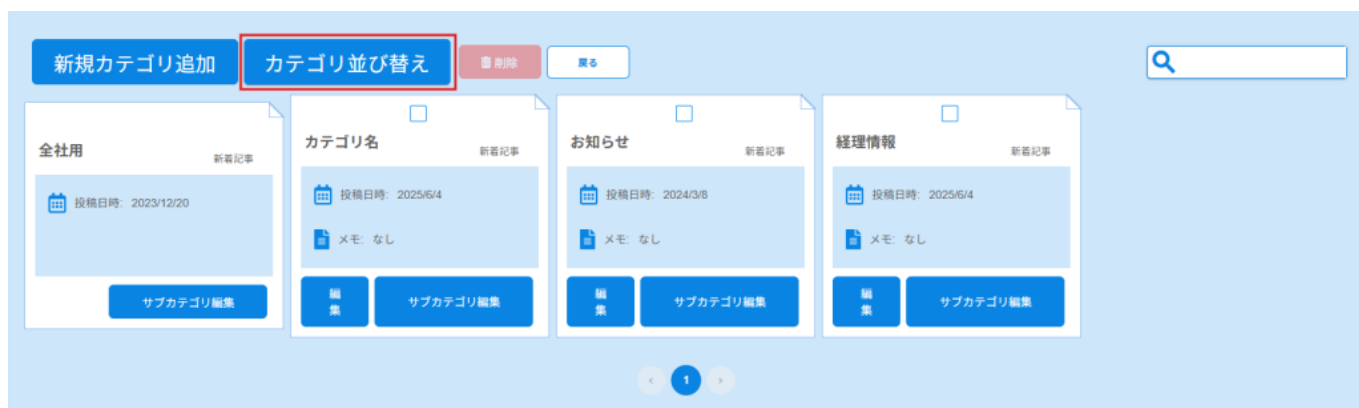 新規カテゴリ追加 カテゴリ並び替え 削除 戻る
全社用 新着記事
投稿日時: 2023/12/20
サブカテゴリ編集
カテゴリ名 新着記事
投稿日時: 2025/6/4
メモ: なし
編集 サブカテゴリ編集
お知らせ 新着記事
投稿日時: 2024/3/8
メモ: なし
編集 サブカテゴリ編集
経理情報 新着記事
投稿日時: 2025/6/4
メモ: なし
編集 サブカテゴリ編集
‹ 1 ›